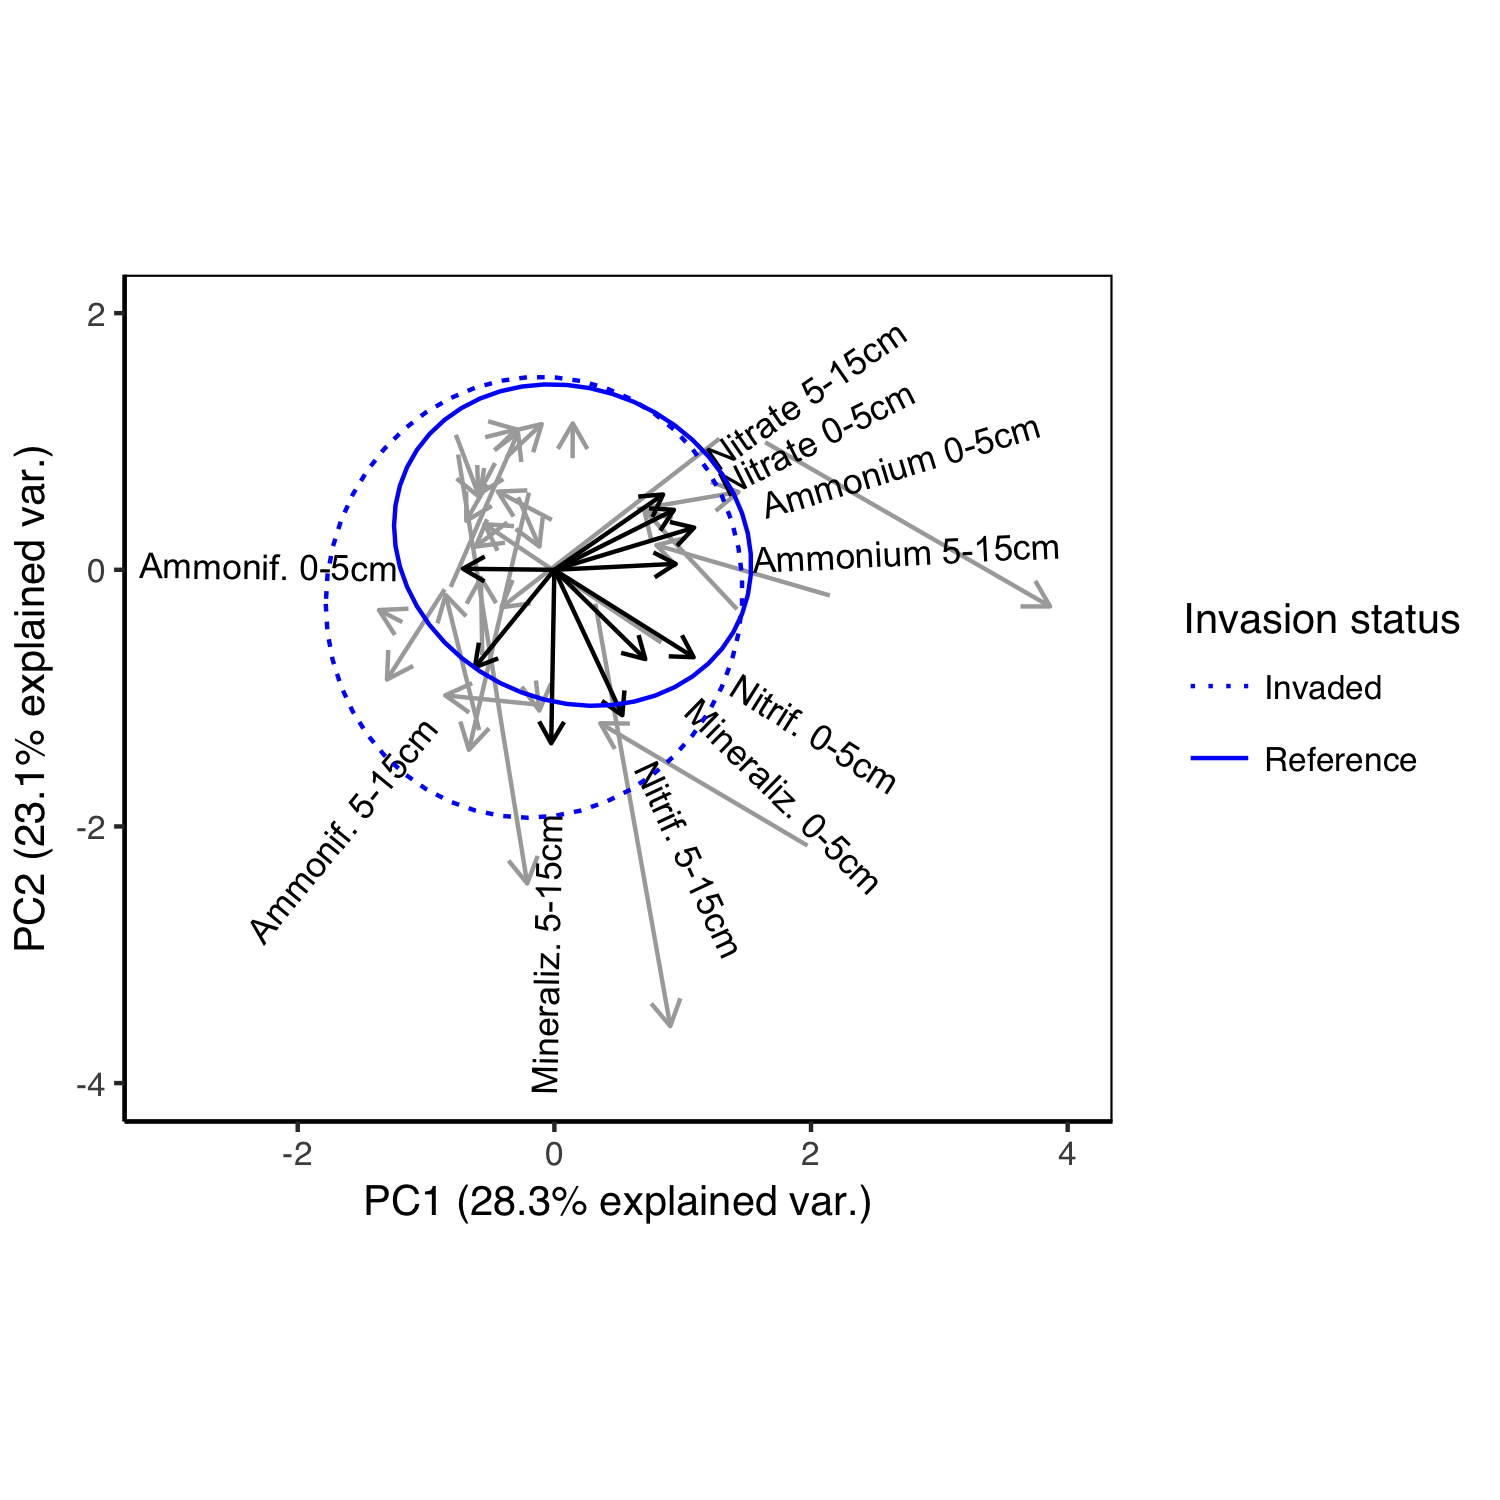 2
0
-2
-4
-2
0
2
4
PC2 (23.1% explained var.)
PC1 (28.3% explained var.)
Nitrate 5-15cm
Nitrate 0-5cm
Ammonium 0-5cm
Ammonium 5-15cm
Ammonif. 0-5cm
Ammonif. 5-15cm
Mineraliz. 5-15cm
Nitrif. 5-15cm
Mineraliz. 0-5cm
Nitrif. 0-5cm
Invasion status
Invaded
Reference